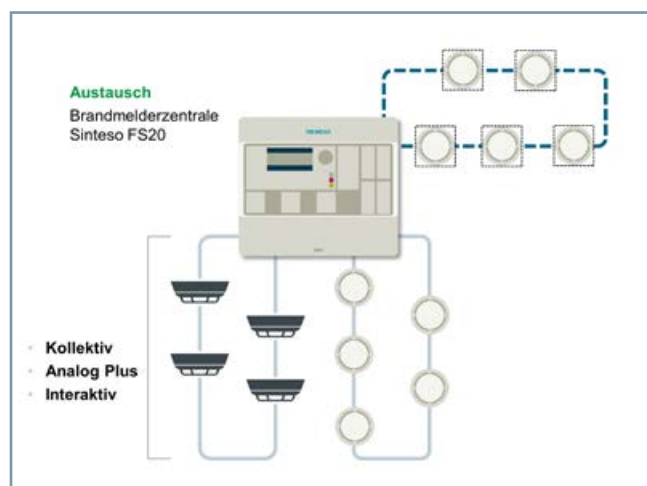 Austausch
Brandmelderzentrale
Sinteso FS20
SIEMENS
Kollektiv
Analog Plus
Interaktiv